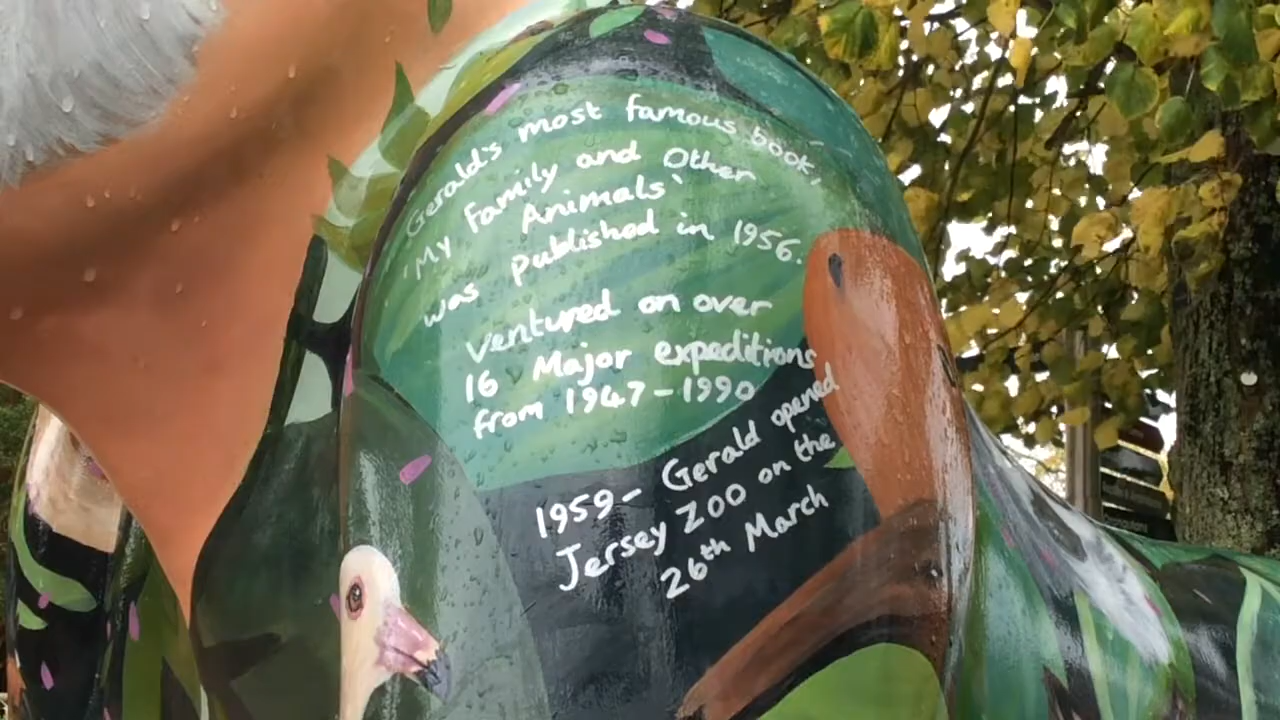 Gerald's most famous book,
'My Family and Other
Animals'
was published in 1956.
Ventured on over
16 Major expeditions
from 1947-1990
1959- Gerald opened
Jersey ZOO on the
26th March